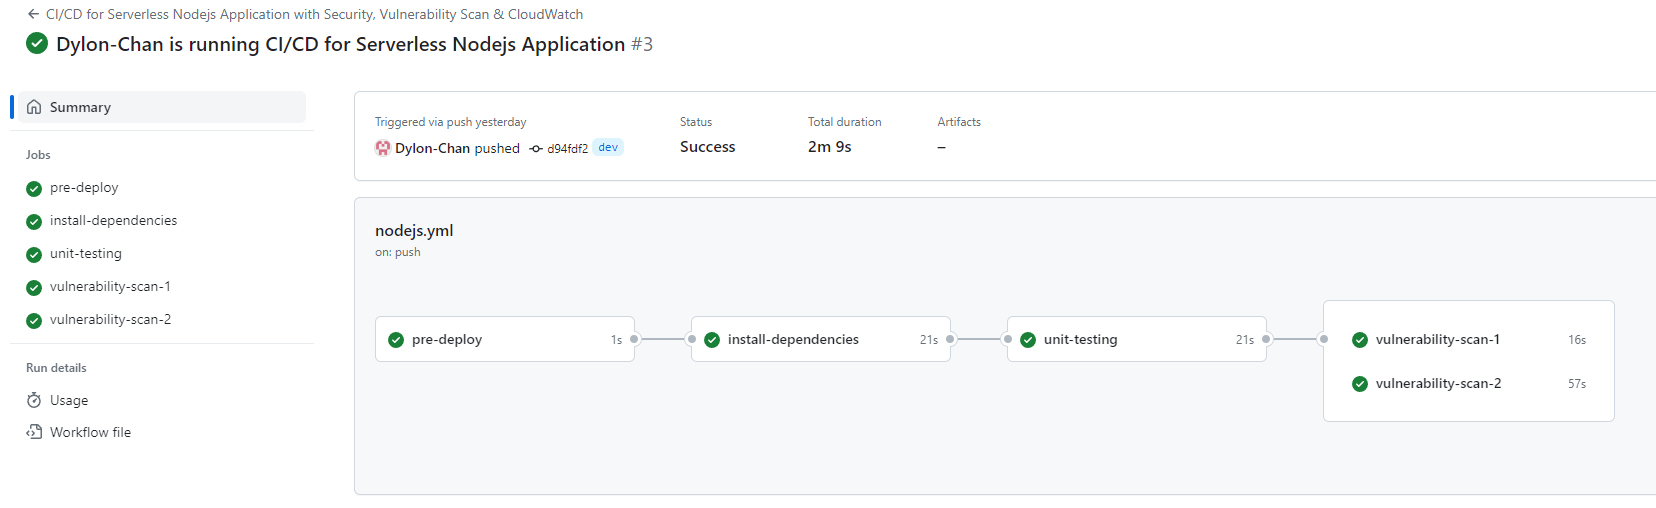 ← CI/CD for Serverless Nodejs Application with Security, Vulnerability Scan & CloudWatch
Dylon-Chan is running CI/CD for Serverless Nodejs Application #3
Summary
Jobs
pre-deploy
install-dependencies
unit-testing
vulnerability-scan-1
vulnerability-scan-2
Run details
Usage
Workflow file
Triggered via push yesterday
Dylon-Chan pushed d94fdf2 dev
Status
Success
Total duration
2m 9s
Artifacts
–
nodejs.yml
on: push
pre-deploy 1s
install-dependencies 21s
unit-testing 21s
vulnerability-scan-1 16s
vulnerability-scan-2 57s